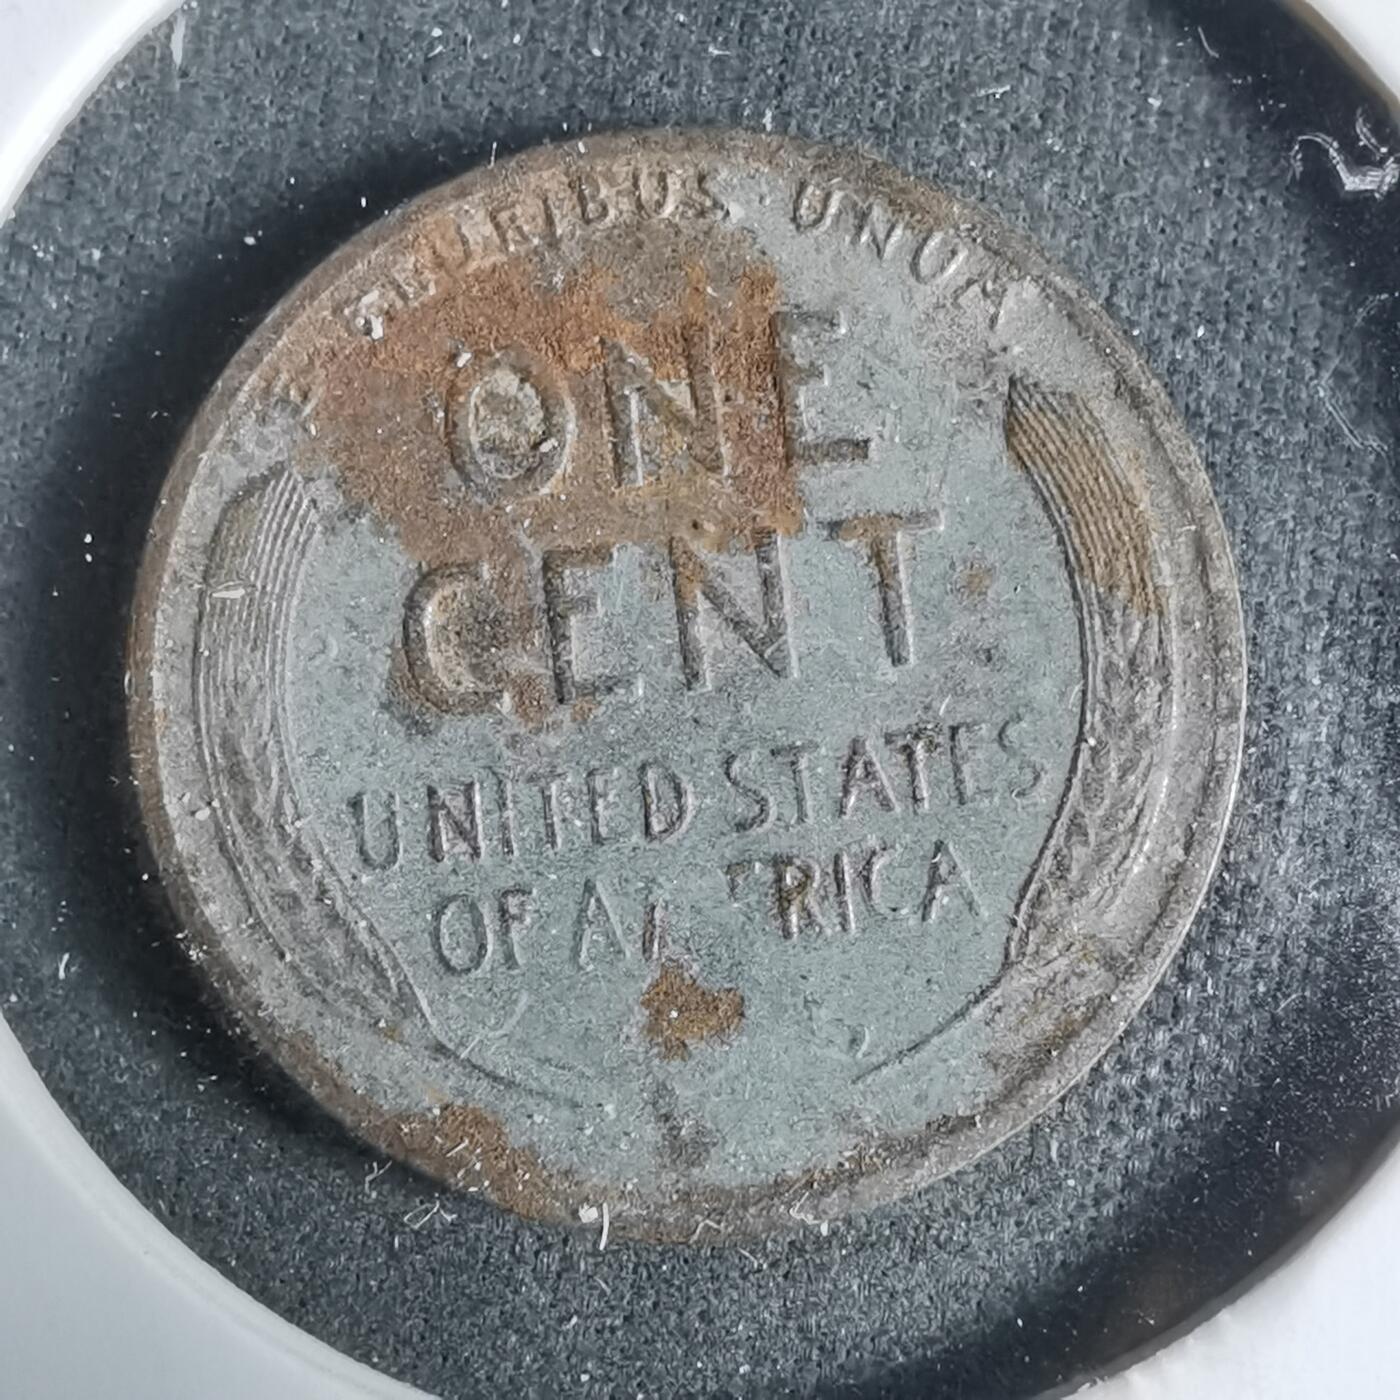 PLURIBUS · UNUM
ONE
CENT
UNITED STATES
OF AMERICA